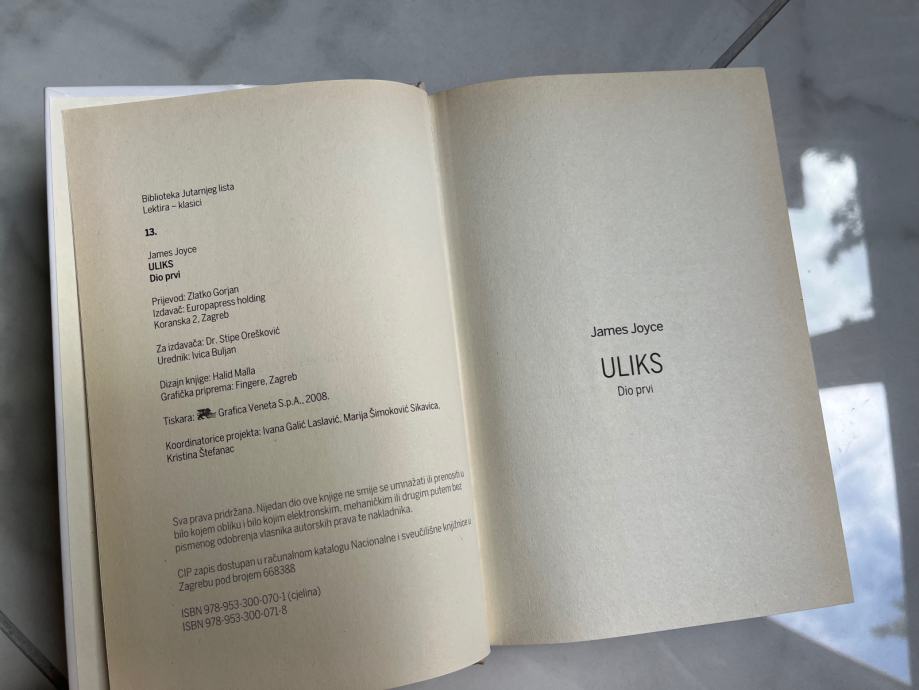 Biblioteka Jutarnjeg lista
Lektira – klasici
13.
James Joyce
ULIKS
Dio prvi
Prijevod: Zlatko Gorjan
Izdavač: Europapress holding
Koranska 2, Zagreb
Za izdavača: Dr. Stipe Orešković
Urednik: Ivica Buljan
Dizajn knjige: Halid Malla
Grafička priprema: Fingere, Zagreb
Tiskara: Grafica Veneta S.p.A., 2008.
Koordinatorice projekta: Ivana Galić Laslavić, Marija Šimoković Sikavica,
Kristina Štefanac
Sva prava pridržana. Nijedan dio ove knjige ne smije se umnažati ili prenositi u
bilo kojem obliku i bilo kojim elektronskim, mehaničkim ili drugim putem bez
pismenog odobrenja vlasnika autorskih prava te nakladnika.
CIP zapis dostupan u računalnom katalogu Nacionalne i sveučilišne knjižnice u
Zagrebu pod brojem 668388
ISBN 978-953-300-070-1 (cjelina)
ISBN 978-953-300-071-8
James Joyce
ULIKS
Dio prvi